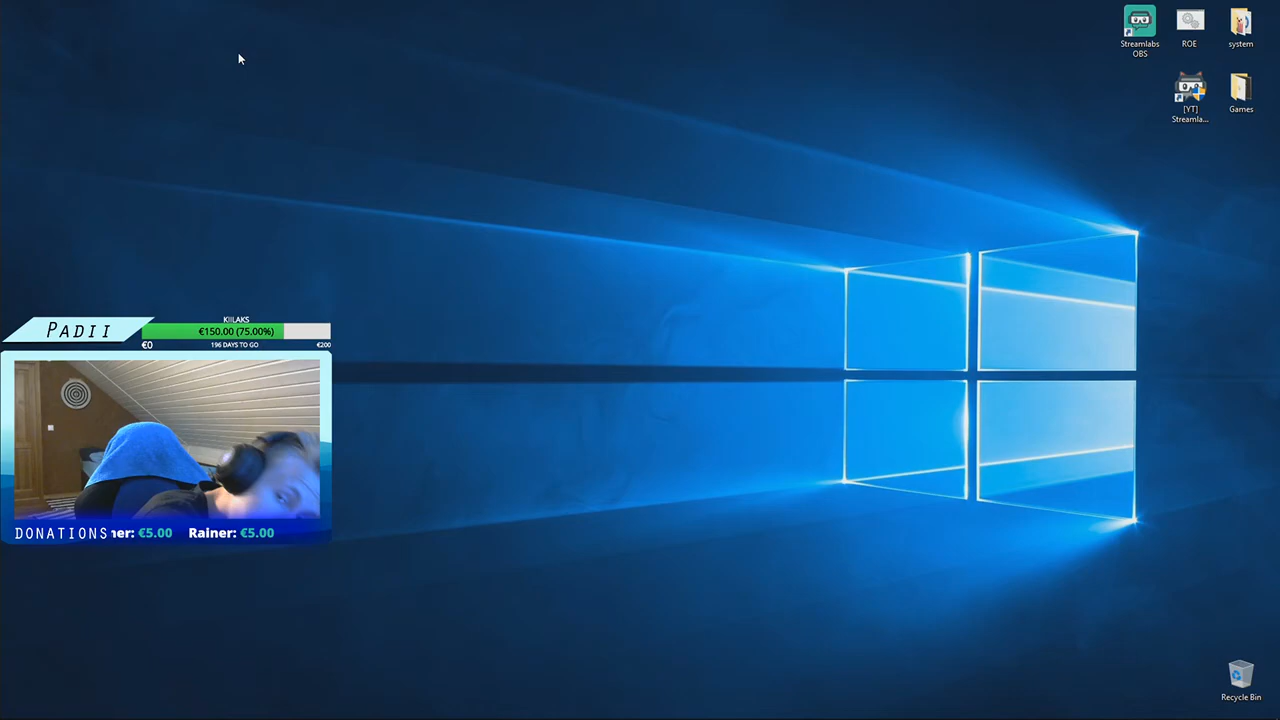 Streamlabs
OBS
ROE
system
[YT]
Streamla...
Games
Padii
KIILAKS
€150.00 (75.00%)
€0
196 DAYS TO GO
€200
DONATIONS ner: €5.00 Rainer: €5.00
Recycle Bin